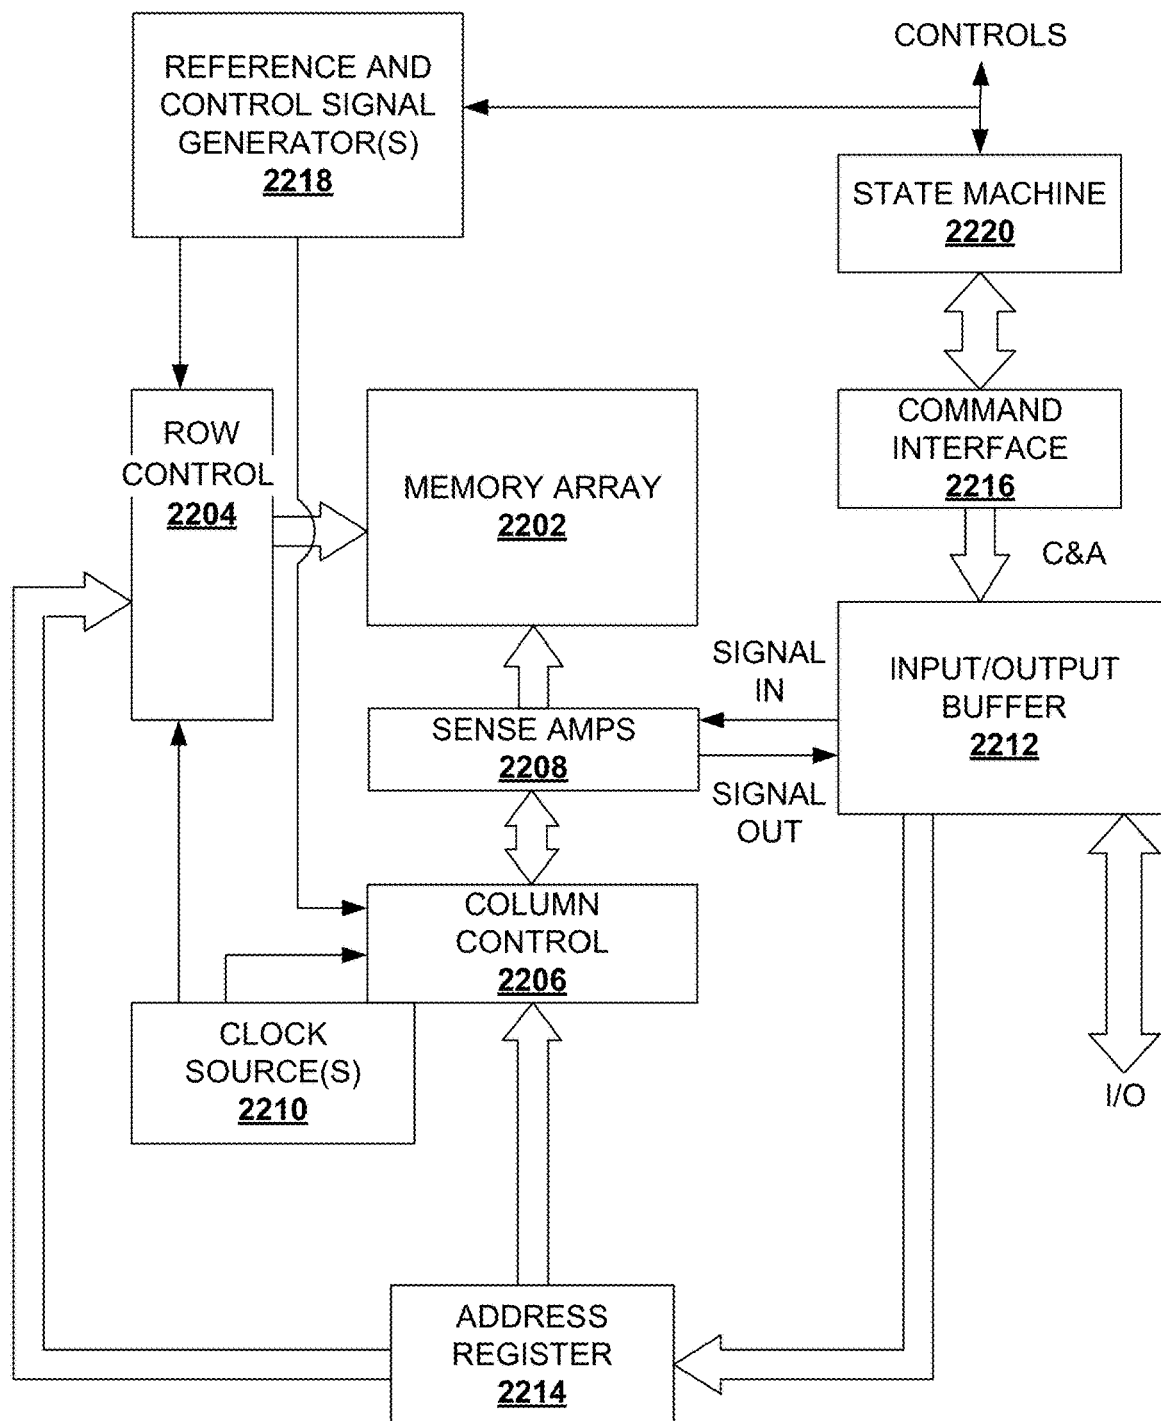 CONTROLS
REFERENCE AND
CONTROL SIGNAL
GENERATOR(S)
2218
STATE MACHINE
2220
ROW
CONTROL
2204
MEMORY ARRAY
2202
COMMAND
INTERFACE
2216
C&A
SIGNAL
IN
INPUT/OUTPUT
BUFFER
2212
SENSE AMPS
2208
SIGNAL
OUT
COLUMN
CONTROL
2206
CLOCK
SOURCE(S)
2210
I/O
ADDRESS
REGISTER
2214